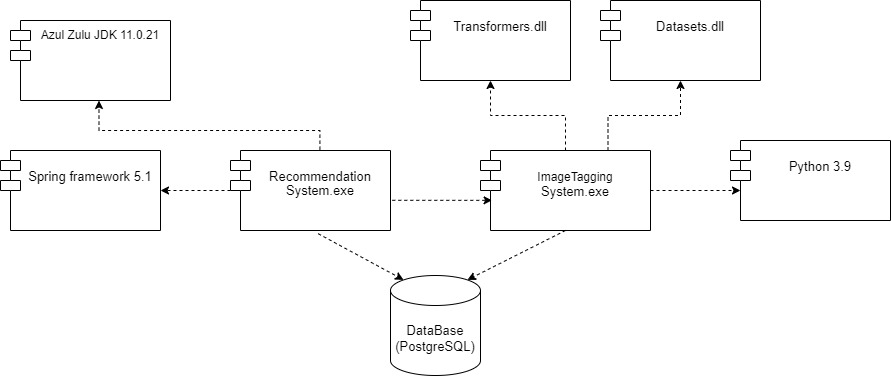 Azul Zulu JDK 11.0.21
Transformers.dll
Datasets.dll
Spring framework 5.1
Recommendation
System.exe
ImageTagging
System.exe
Python 3.9
DataBase
(PostgreSQL)